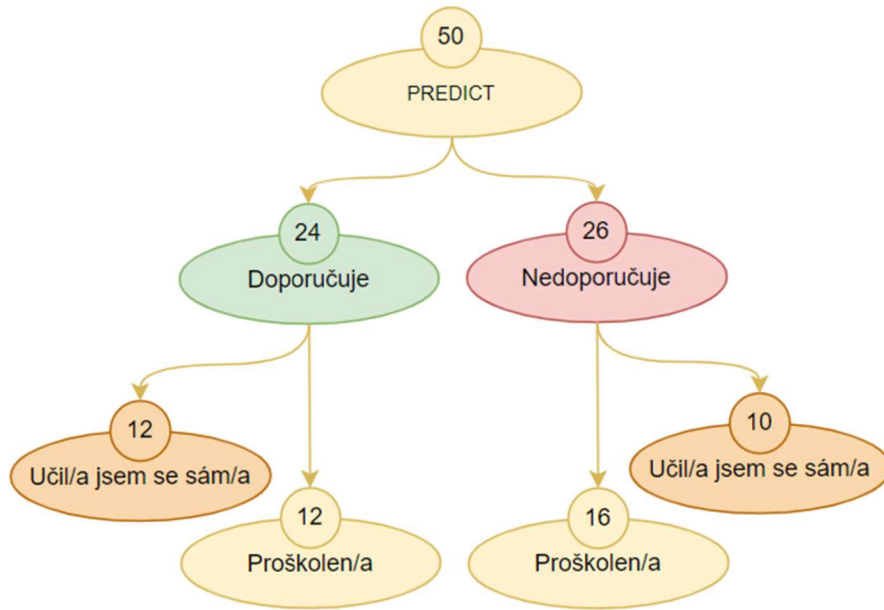 50
PREDICT
24
Doporučuje
26
Nedoporučuje
12
Učil/a jsem se sám/a
10
Učil/a jsem se sám/a
12
Proškolen/a
16
Proškolen/a